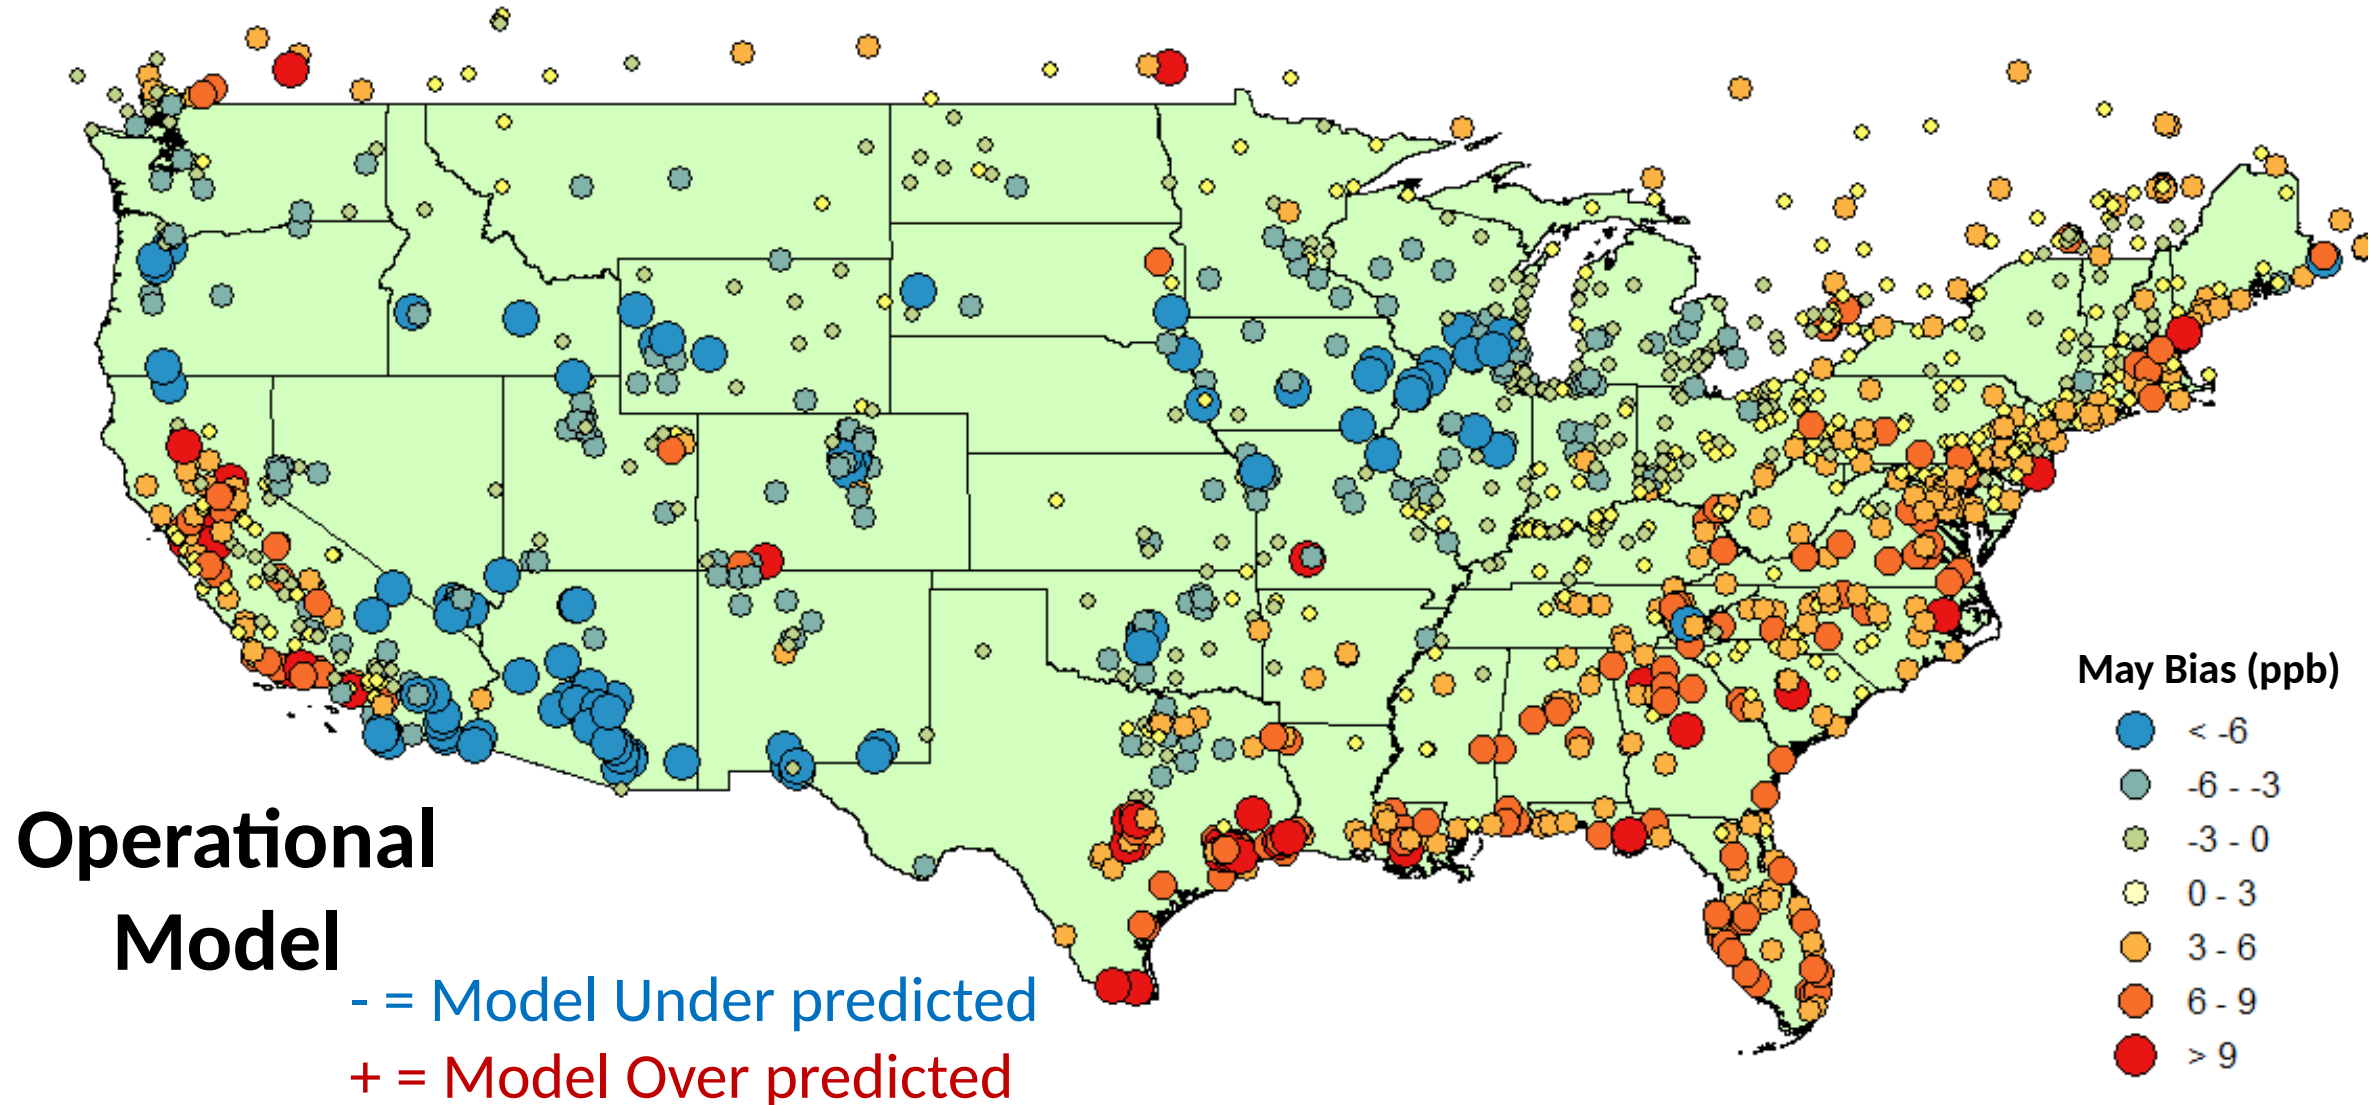 Operational
Model
- = Model Under predicted
+ = Model Over predicted
May Bias (ppb)
< -6
-6 - -3
-3 - 0
0 - 3
3 - 6
6 - 9
> 9